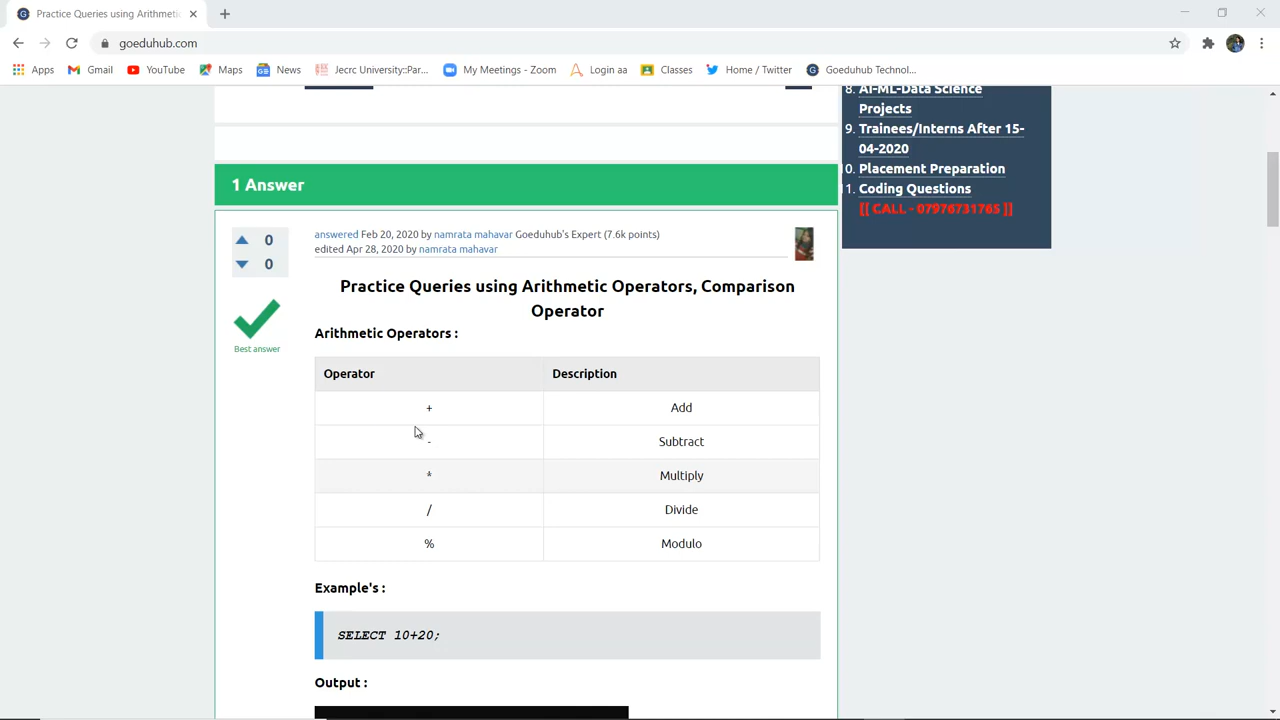 Practice Queries using Arithmetic
goeduhub.com
Apps Gmail YouTube Maps News Jecrc University::Par... My Meetings - Zoom Login aa Classes Home / Twitter Goeduhub Technol...
8. AI-ML-Data Science
Projects
9. Trainees/Interns After 15-
04-2020
10. Placement Preparation
11. Coding Questions
[[ CALL - 07976731765 ]]
1 Answer
0
0
Best answer
answered Feb 20, 2020 by namrata mahavar Goeduhub's Expert (7.6k points)
edited Apr 28, 2020 by namrata mahavar
Practice Queries using Arithmetic Operators, Comparison
Operator
Arithmetic Operators :
Operator Description
+ Add
- Subtract
* Multiply
/ Divide
% Modulo
Example's :
SELECT 10+20;
Output :